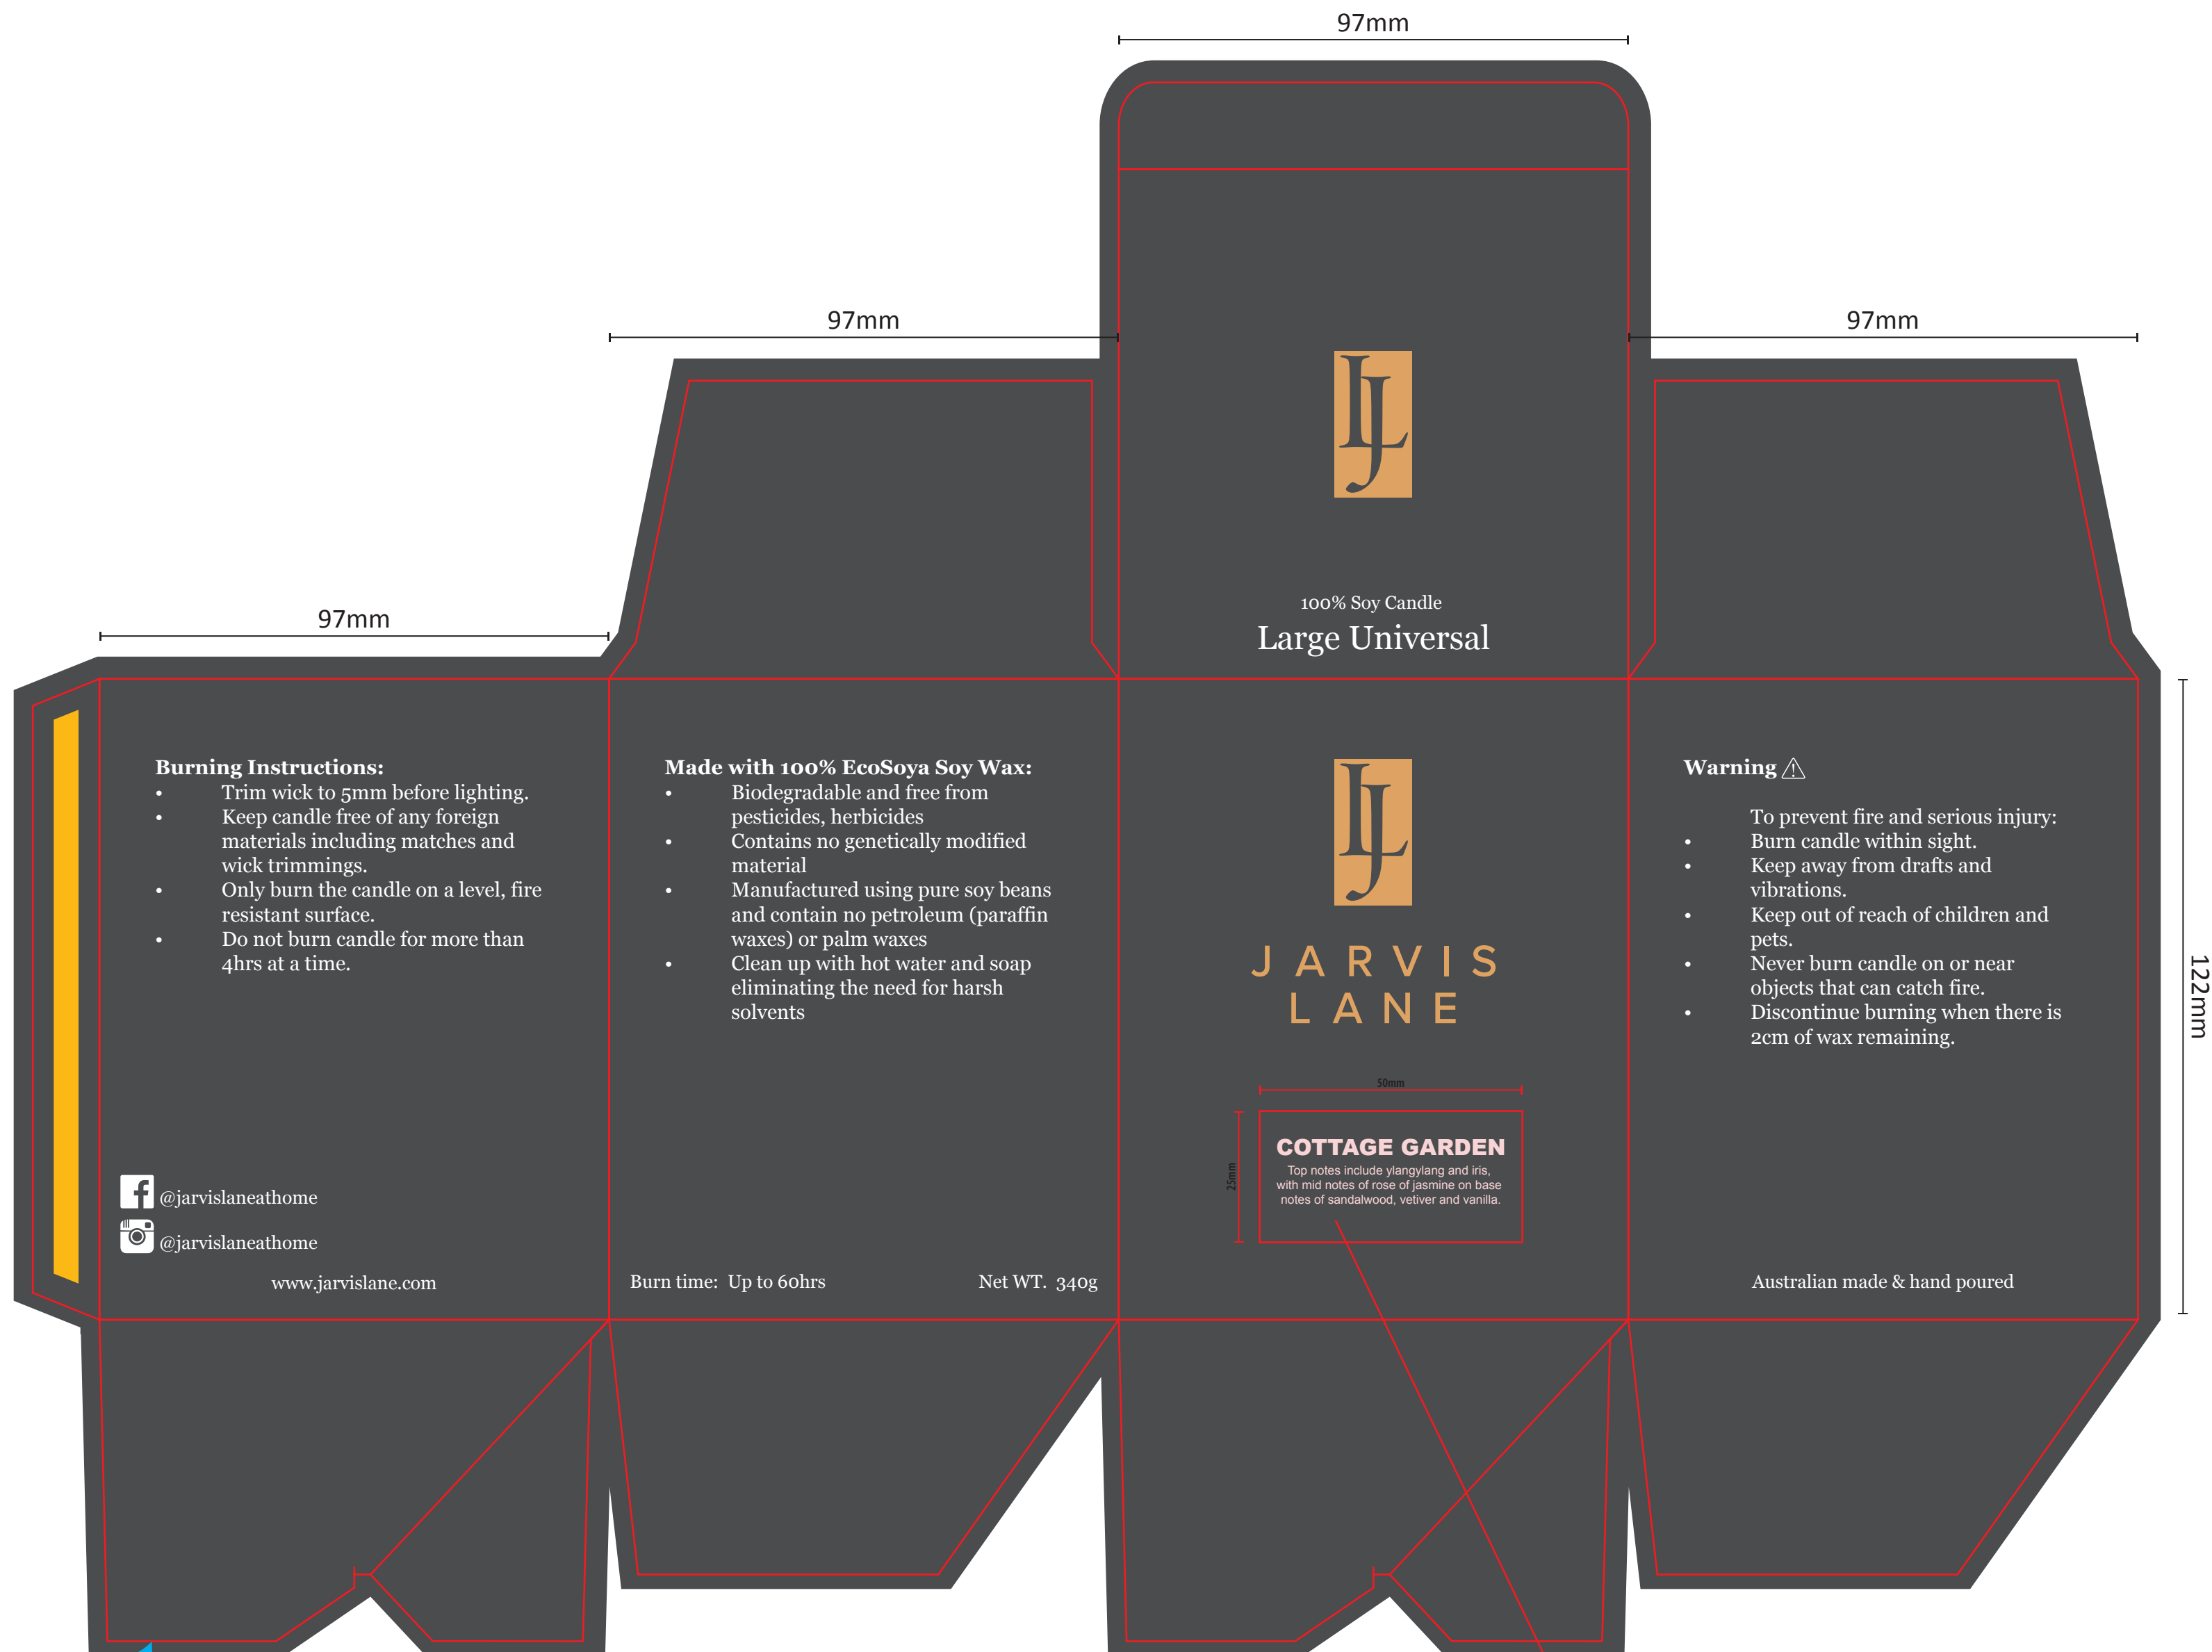 97mm
97mm
97mm
97mm
LJ
100% Soy Candle
Large Universal
Burning Instructions:
• Trim wick to 5mm before lighting.
• Keep candle free of any foreign
materials including matches and
wick trimmings.
• Only burn the candle on a level, fire
resistant surface.
• Do not burn candle for more than
4hrs at a time.
@jarvislaneathome
@jarvislaneathome
www.jarvislane.com
Made with 100% EcoSoya Soy Wax:
• Biodegradable and free from
pesticides, herbicides
• Contains no genetically modified
material
• Manufactured using pure soy beans
and contain no petroleum (paraffin
waxes) or palm waxes
• Clean up with hot water and soap
eliminating the need for harsh
solvents
Burn time: Up to 60hrs
Net WT. 340g
LJ
JARVIS
LANE
50mm
25mm
COTTAGE GARDEN
Top notes include ylangylang and iris,
with mid notes of rose of jasmine on base
notes of sandalwood, vetiver and vanilla.
Warning ⚠
To prevent fire and serious injury:
• Burn candle within sight.
• Keep away from drafts and
vibrations.
• Keep out of reach of children and
pets.
• Never burn candle on or near
objects that can catch fire.
• Discontinue burning when there is
2cm of wax remaining.
Australian made & hand poured
122mm